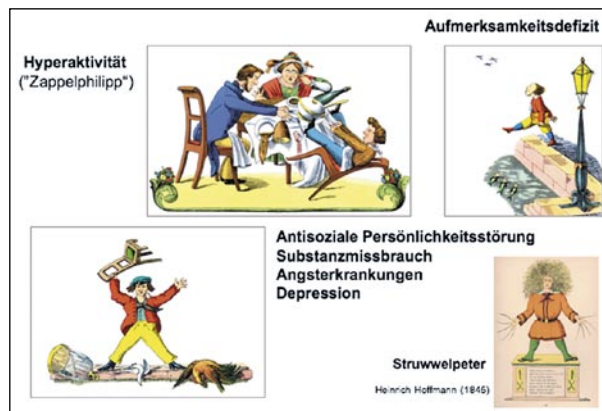 Aufmerksamkeitsdefizit
Hyperaktivität
("Zappelphilipp“)
Antisoziale Persönlichkeitsstörung
Substanzmissbrauch
Angsterkrankungen
Depression
Struwwelpeter
Heinrich Hoffmann (1845)